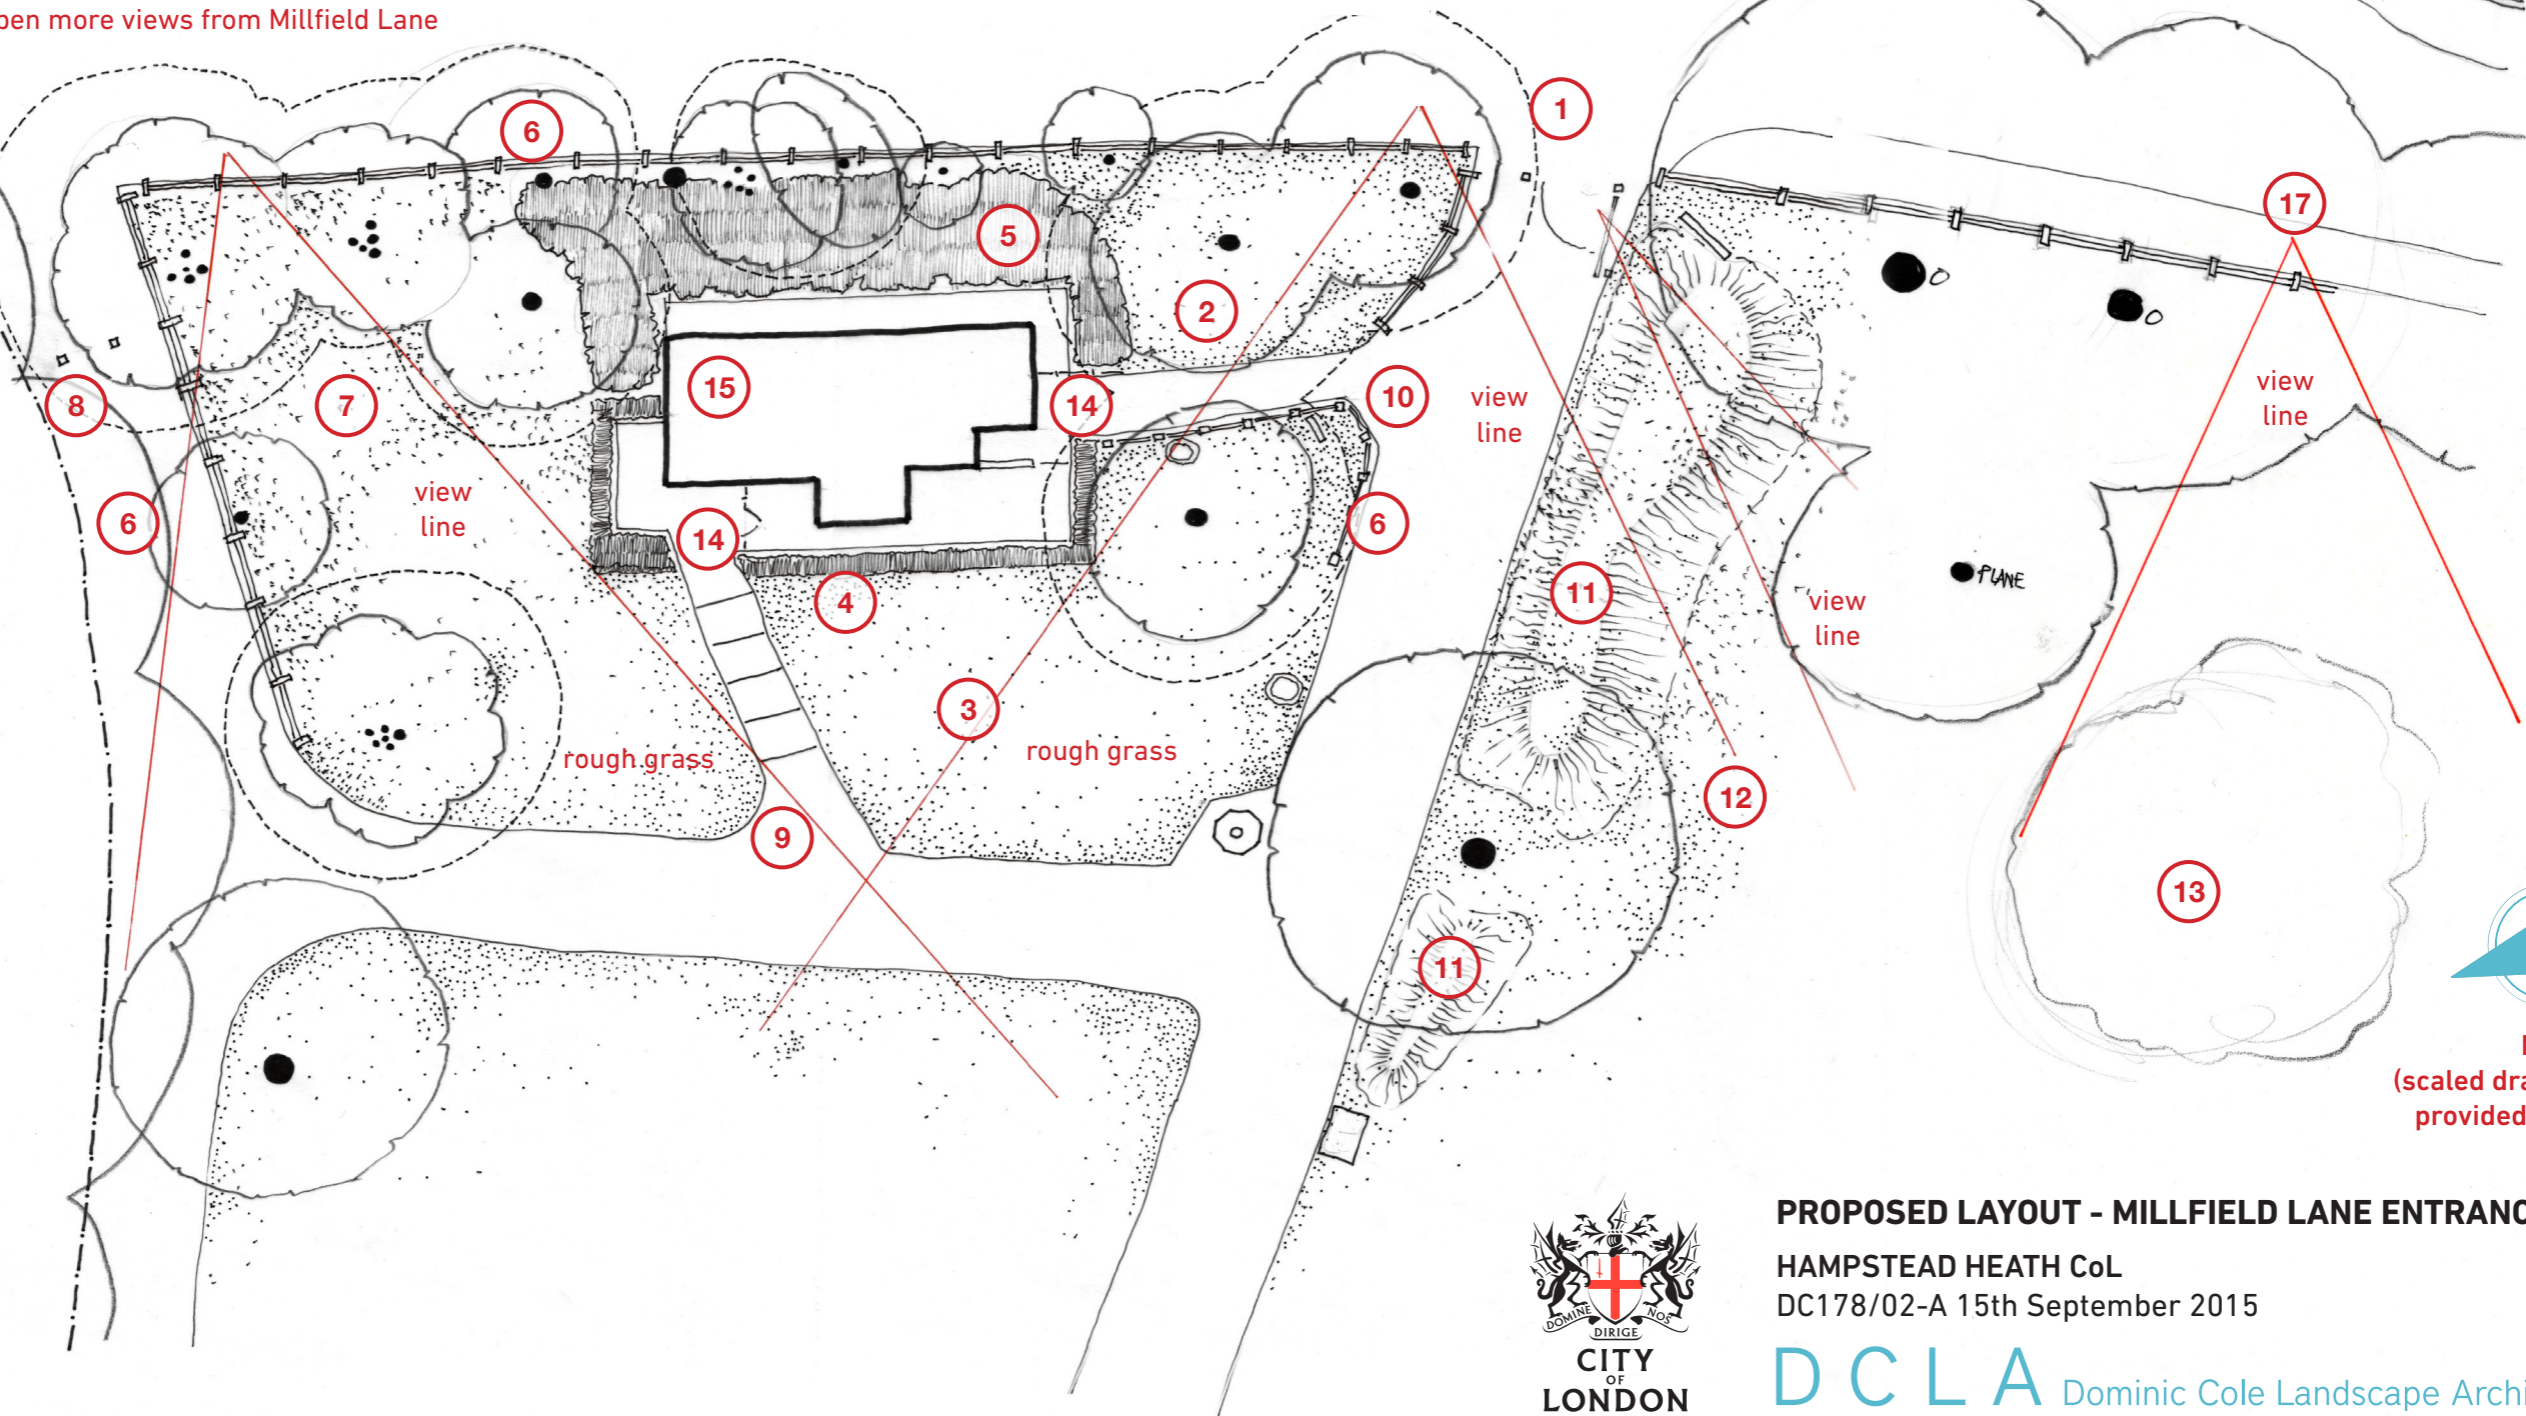 pen more views from Millfield Lane
1
6
17
5
2
15
14
10
8
7
view
line
view
line
view
line
6
14
6
4
11
PLANE
view
line
3
rough grass
rough grass
12
9
13
11
(scaled dra
provided
DOMINE
DIRIGE
NOS
CITY
OF
LONDON
PROPOSED LAYOUT - MILLFIELD LANE ENTRANC
HAMPSTEAD HEATH CoL
DC178/02-A 15th September 2015
DCLA Dominic Cole Landscape Archi